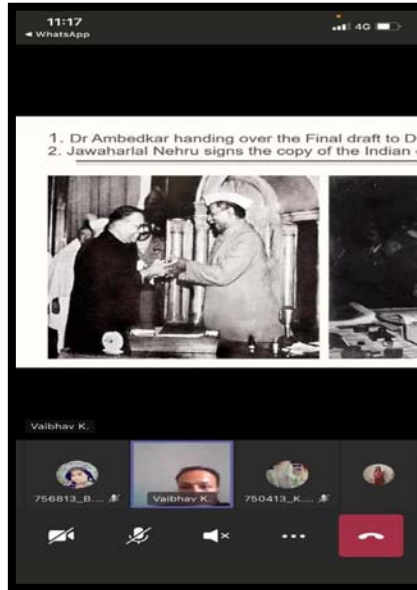 11:17
4G
◄ WhatsApp
1. Dr Ambedkar handing over the Final draft to D
2. Jawaharlal Nehru signs the copy of the Indian
Vaibhav K.
756813_B....
Vaibhav K.
750413_K....